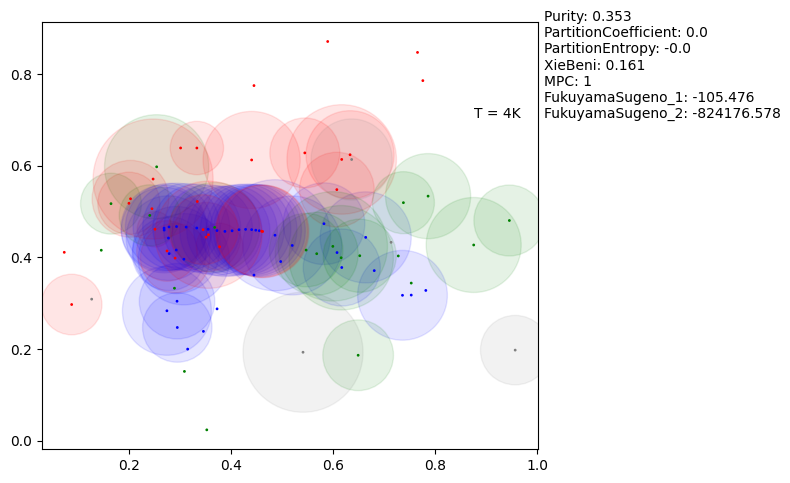 Purity: 0.353
PartitionCoefficient: 0.0
PartitionEntropy: -0.0
XieBeni: 0.161
MPC: 1
FukuyamaSugeno_1: -105.476
FukuyamaSugeno_2: -824176.578
T = 4K
0.8
0.6
0.4
0.2
0.0
0.2 0.4 0.6 0.8 1.0